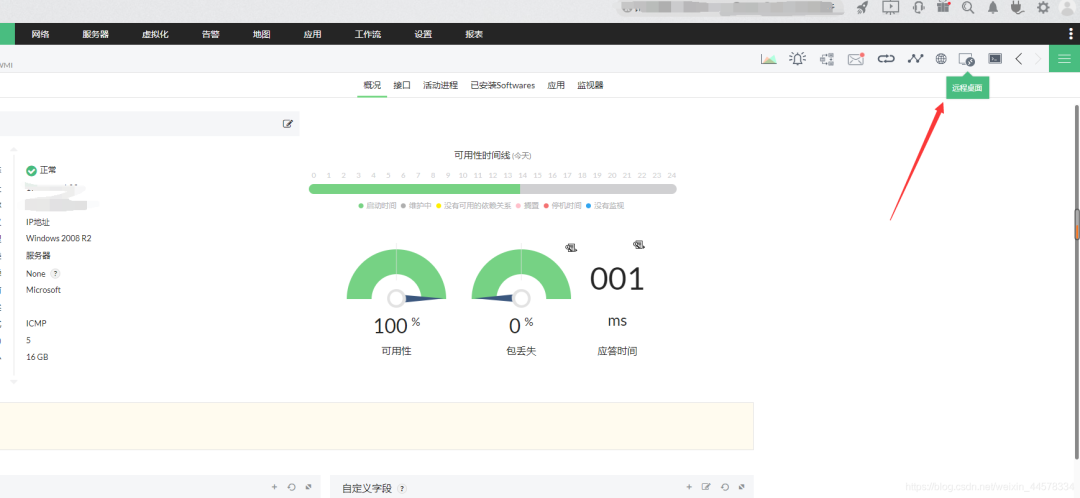 网络 服务器 虚拟化 告警 地图 应用 工作流 设置 报表
WMI
远程桌面
概况 接口 活动进程 已安装Softwares 应用 监视器
可用性时间线 (今天)
0 1 2 3 4 5 6 7 8 9 10 11 12 13 14 15 16 17 18 19 20 21 22 23 24
启动时间 维护中 没有可用的依赖关系 搁置 停机时间 没有监视
正常
IP地址
Windows 2008 R2
服务器
None ?
Microsoft
ICMP
5
16 GB
100 %
可用性
0 %
包丢失
001
ms
应答时间
自定义字段 ?
https://blog.csdn.net/weixin_44578334